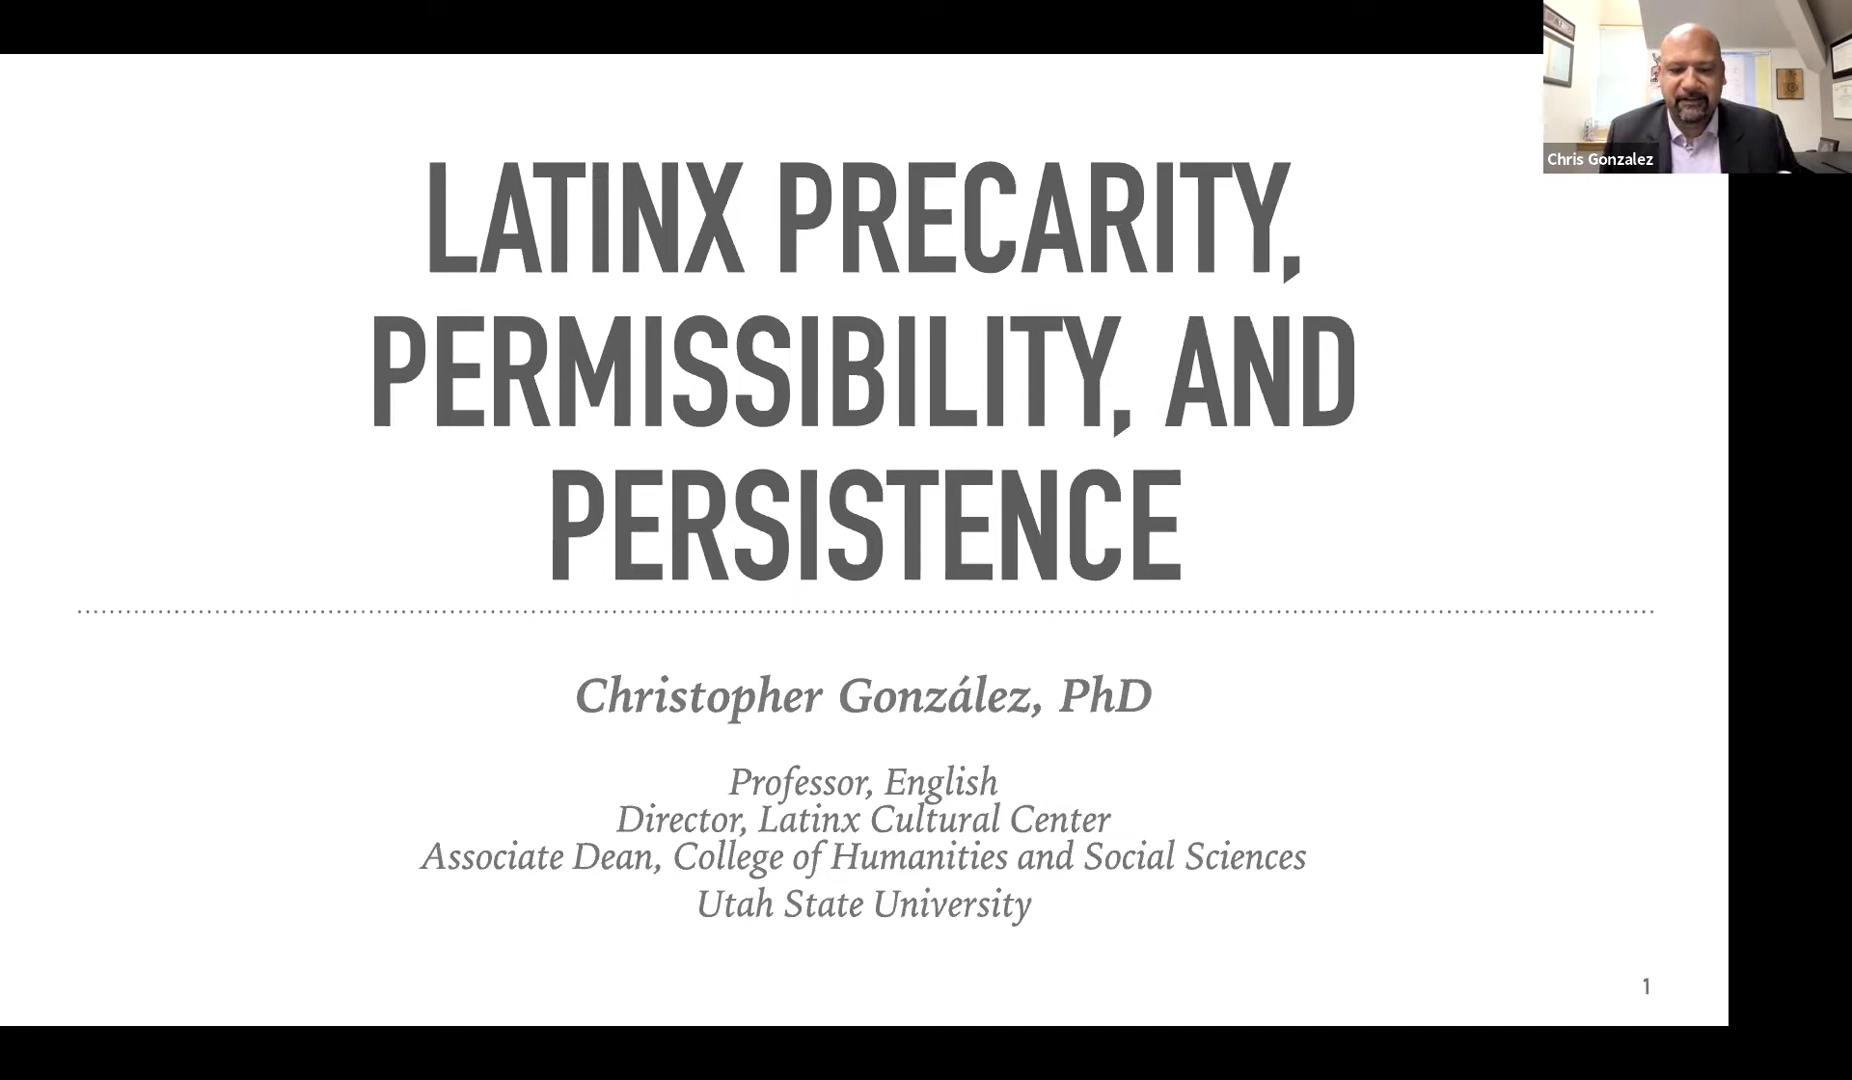 Chris Gonzalez
LATINX PRECARITY,
PERMISSIBILITY, AND
PERSISTENCE
Christopher González, PhD
Professor, English
Director, Latinx Cultural Center
Associate Dean, College of Humanities and Social Sciences
Utah State University
1